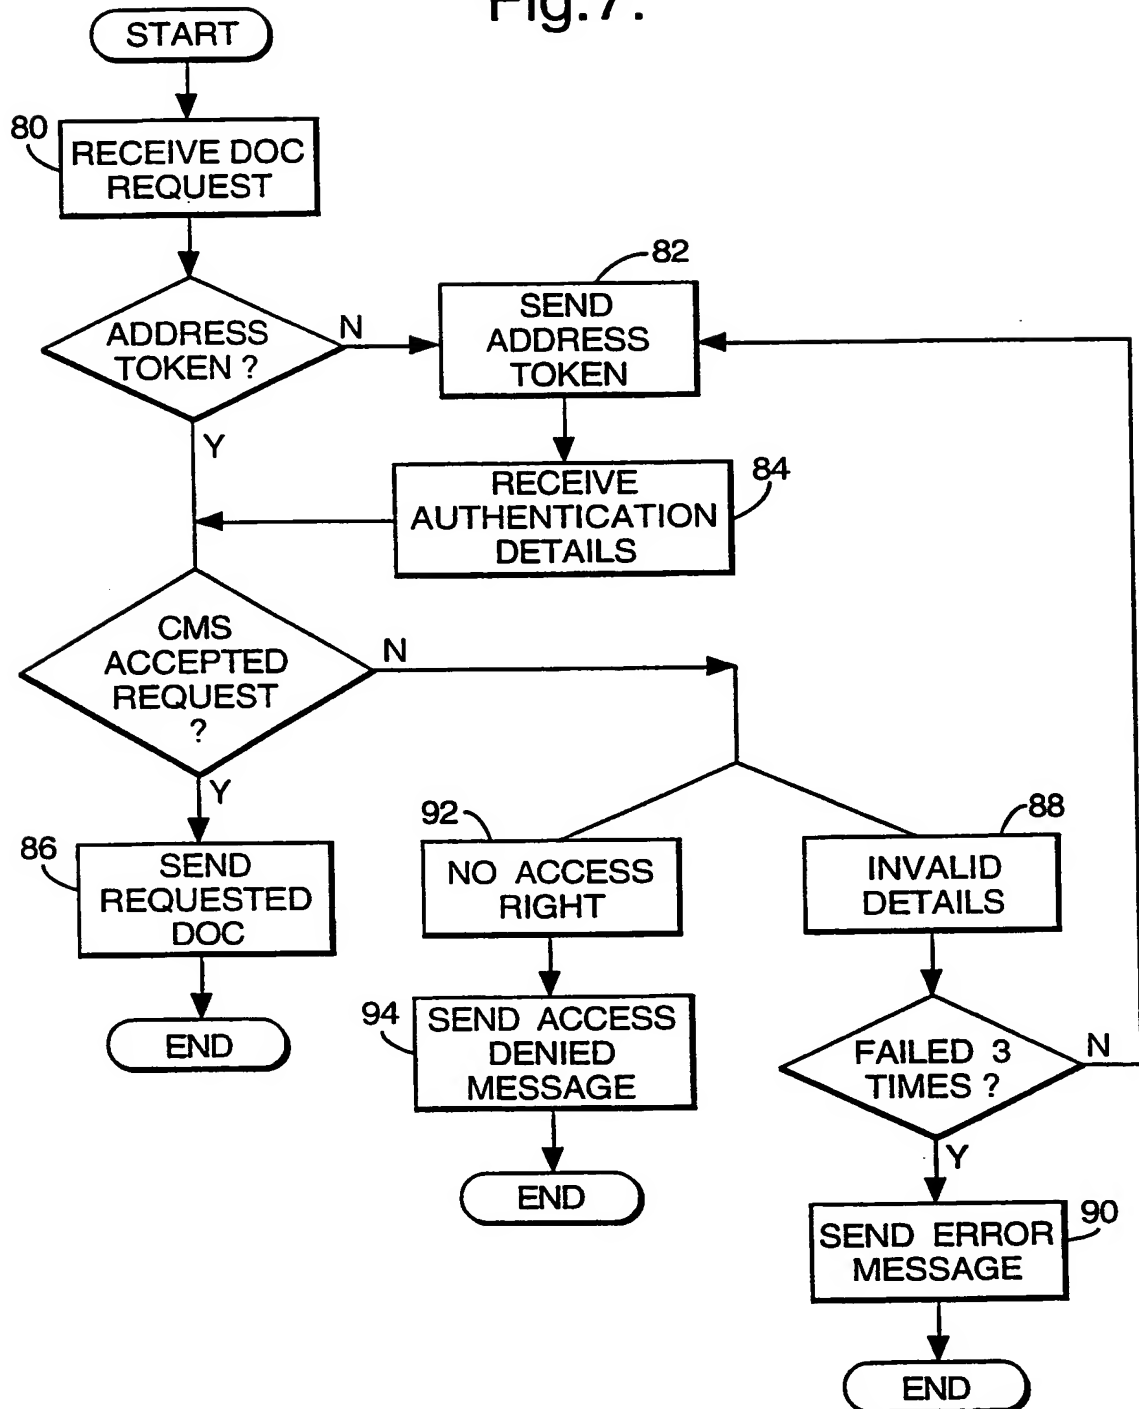 Fig.7.
START
80
RECEIVE DOC
REQUEST
82
ADDRESS
TOKEN ?
N
SEND
ADDRESS
TOKEN
Y
84
RECEIVE
AUTHENTICATION
DETAILS
CMS
ACCEPTED
REQUEST
?
N
Y
86
SEND
REQUESTED
DOC
END
92
NO ACCESS
RIGHT
94
SEND ACCESS
DENIED
MESSAGE
END
88
INVALID
DETAILS
FAILED 3
TIMES ?
N
Y
90
SEND ERROR
MESSAGE
END